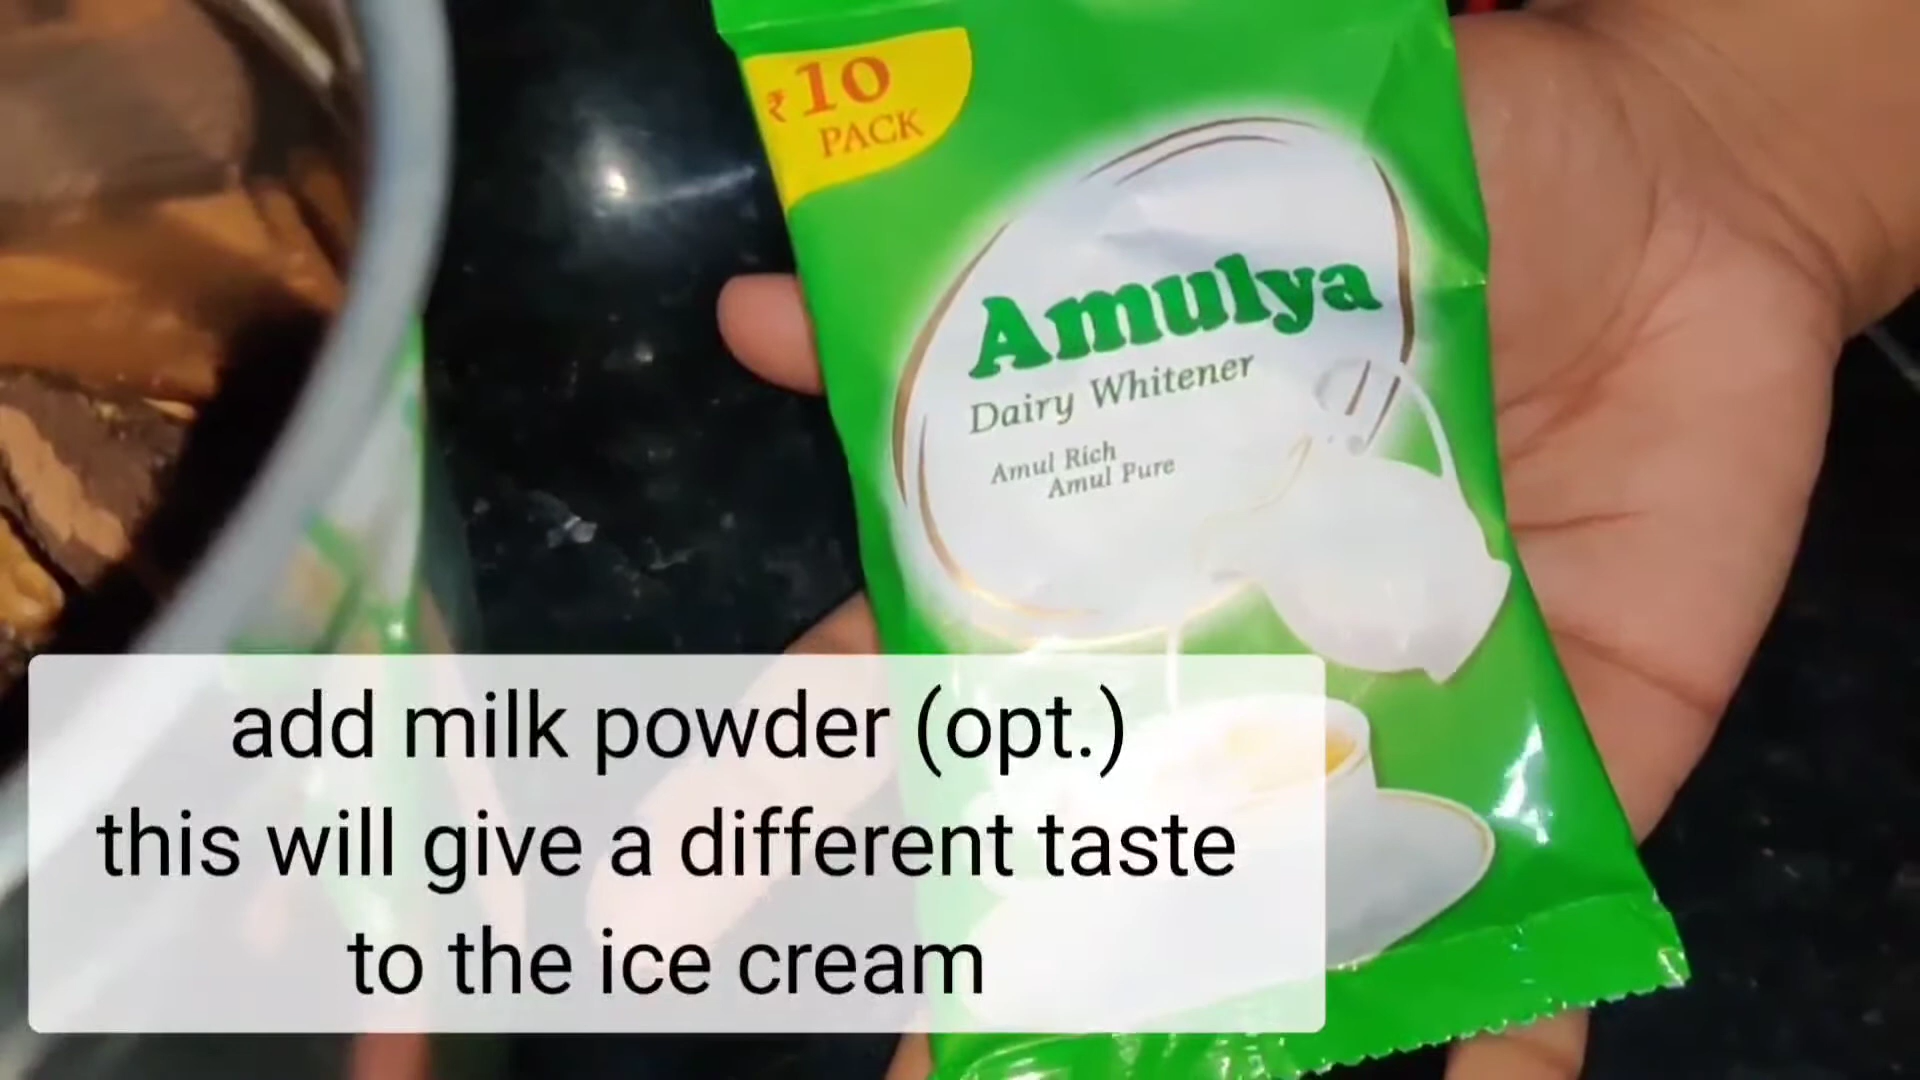 ₹10
PACK
Amulya
Dairy Whitener
Amul Rich
Amul Pure
add milk powder (opt.)
this will give a different taste
to the ice cream